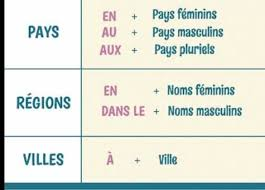 PAYS
EN + Pays féminins
AU + Pays masculins
AUX + Pays pluriels
RÉGIONS
EN + Noms féminins
DANS LE + Noms masculins
VILLES
À + Ville